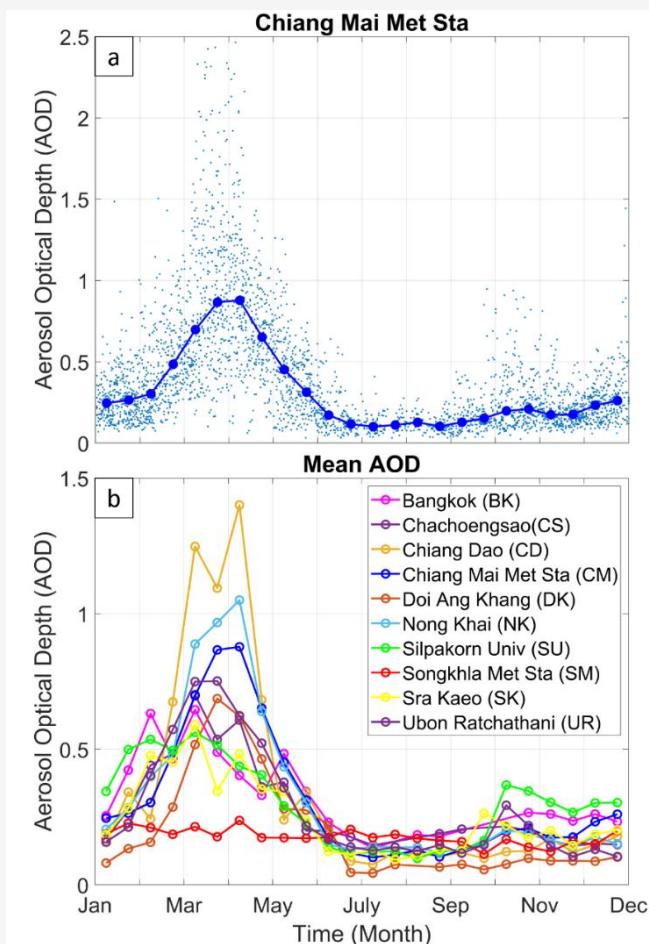 Chiang Mai Met Sta
a
2.5
2
1.5
1
0.5
0
Aerosol Optical Depth (AOD)
Mean AOD
b
1.5
1
0.5
0
Aerosol Optical Depth (AOD)
Bangkok (BK)
Chachoengsao(CS)
Chiang Dao (CD)
Chiang Mai Met Sta (CM)
Doi Ang Khang (DK)
Nong Khai (NK)
Silpakorn Univ (SU)
Songkhla Met Sta (SM)
Sra Kaeo (SK)
Ubon Ratchathani (UR)
Jan Mar May July Sep Nov Dec
Time (Month)